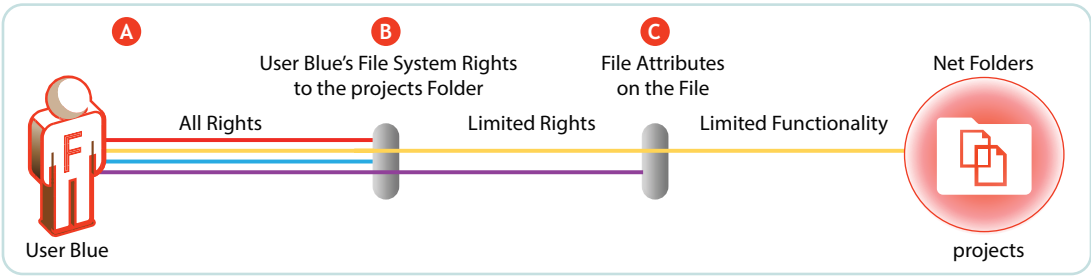 A
B
C
User Blue's File System Rights
to the projects Folder
File Attributes
on the File
Net Folders
All Rights
Limited Rights
Limited Functionality
F
User Blue
projects